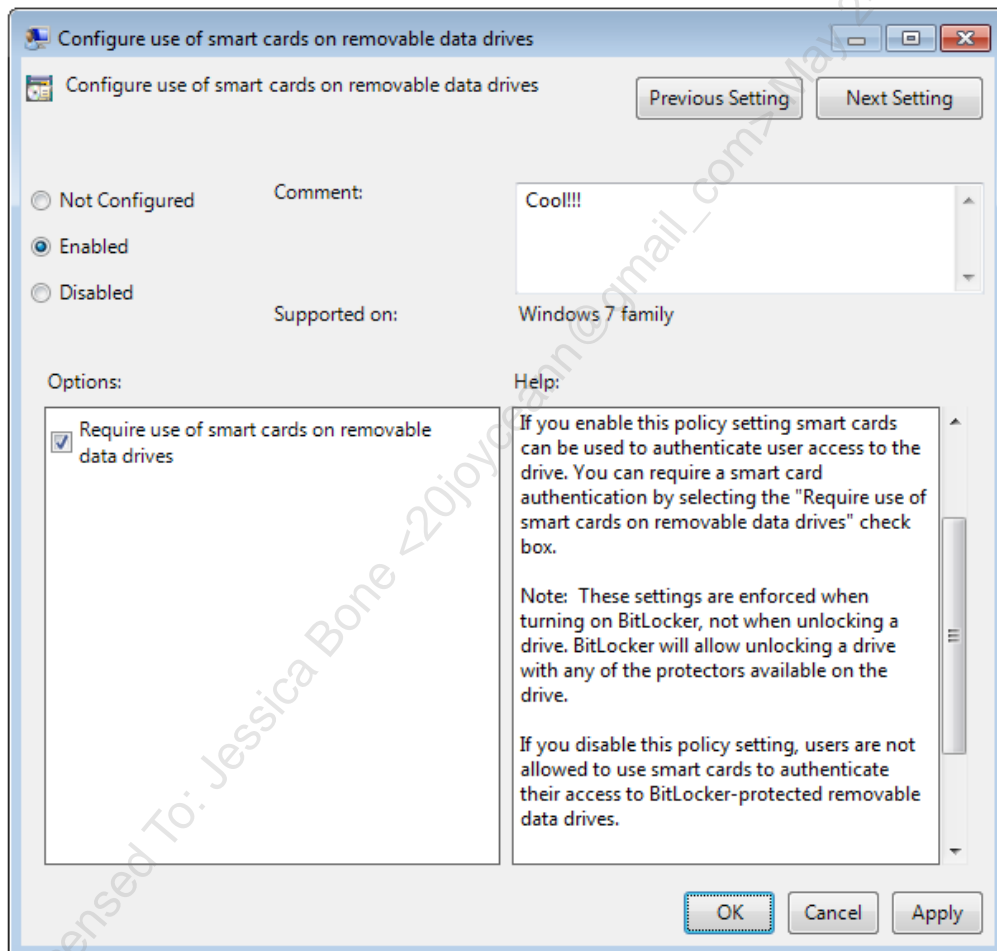 Configure use of smart cards on removable data drives
Configure use of smart cards on removable data drives
Previous Setting
Next Setting
Not Configured
Comment:
Cool!!!
Enabled
Disabled
Supported on:
Windows 7 family
Options:
Help:
Require use of smart cards on removable
data drives
If you enable this policy setting smart cards
can be used to authenticate user access to the
drive. You can require a smart card
authentication by selecting the "Require use of
smart cards on removable data drives" check
box.
Note:  These settings are enforced when
turning on BitLocker, not when unlocking a
drive. BitLocker will allow unlocking a drive
with any of the protectors available on the
drive.
If you disable this policy setting, users are not
allowed to use smart cards to authenticate
their access to BitLocker-protected removable
data drives.
OK
Cancel
Apply
ensed To: Jessica Bone <20joyceann@gmail_com> May